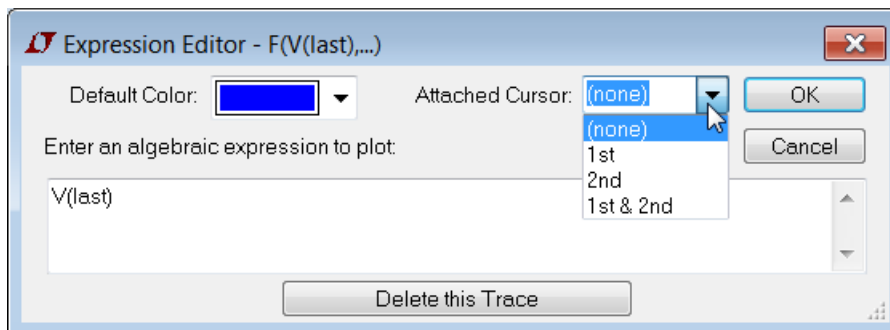 Expression Editor - F(V(last),...)
Default Color: Attached Cursor: (none) OK
(none)
Enter an algebraic expression to plot: Cancel
1st
2nd
V(last)
1st & 2nd
Delete this Trace